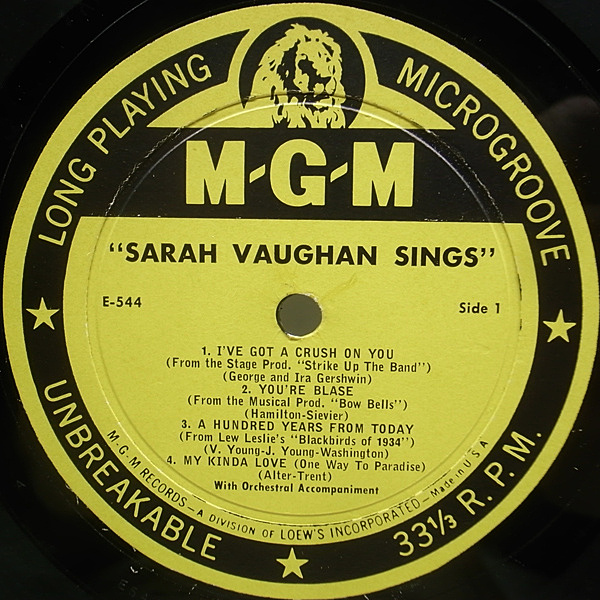 LONG PLAYING
MICROGROOVE
M-G-M
"SARAH VAUGHAN SINGS"
E-544
Side 1
1. I'VE GOT A CRUSH ON YOU
(From the Stage Prod. "Strike Up The Band")
(George and Ira Gershwin)
2. YOU'RE BLASE
(From the Musical Prod. "Bow Bells")
(Hamilton-Sievier)
3. A HUNDRED YEARS FROM TODAY
(From Lew Leslie's "Blackbirds of 1934")
(V. Young-J. Young-Washington)
4. MY KINDA LOVE (One Way To Paradise)
(Alter-Trent)
With Orchestral Accompaniment
M-G-M RECORDS—A DIVISION OF LOEW'S INCORPORATED—Made in U S A
UNBREAKABLE
33⅓ R.P.M.